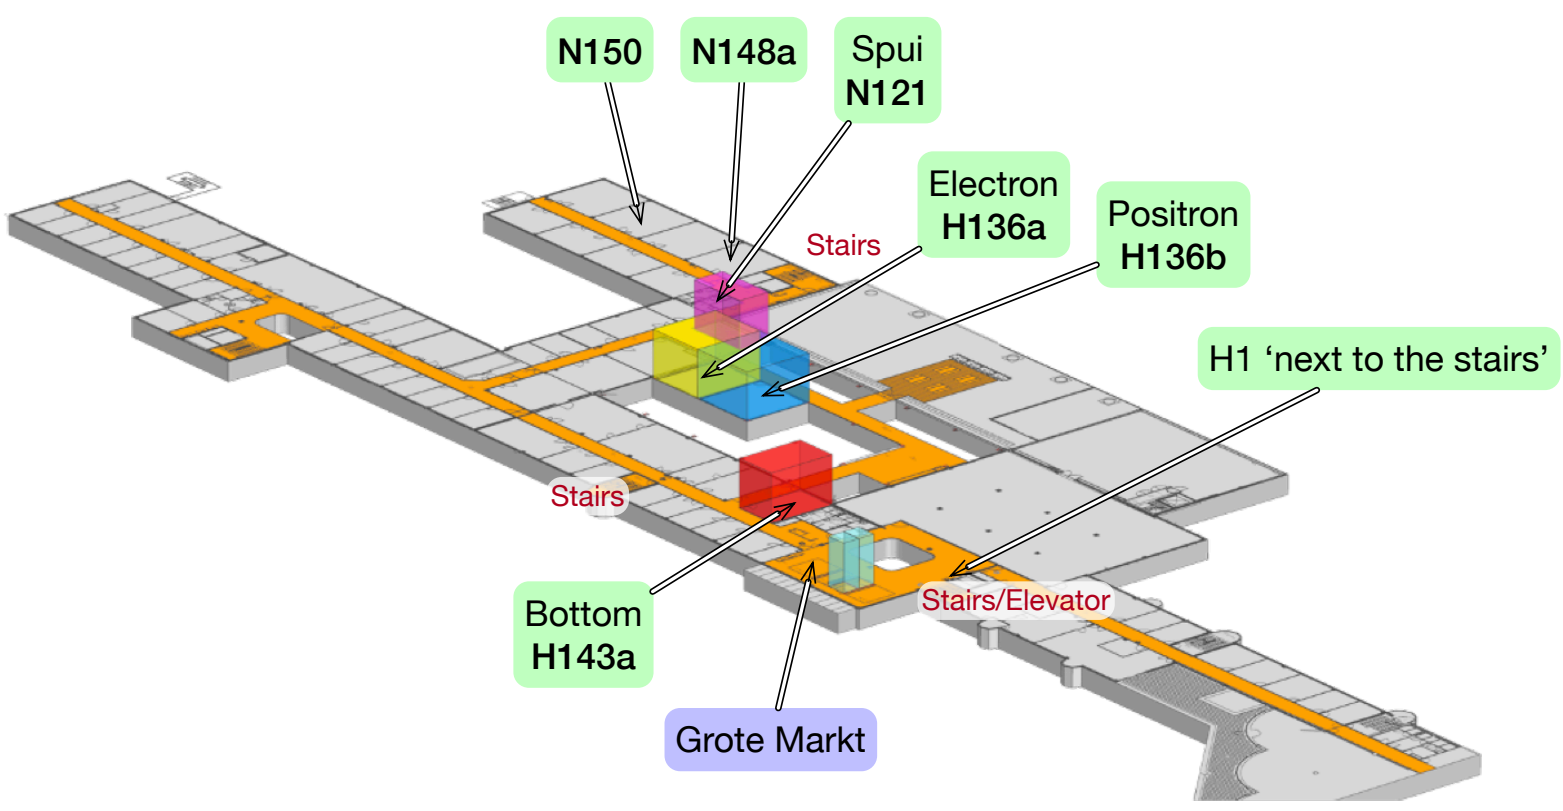 N150
N148a
Spui
N121
Electron
H136a
Positron
H136b
Stairs
H1 ‘next to the stairs’
Stairs
Stairs/Elevator
Bottom
H143a
Grote Markt